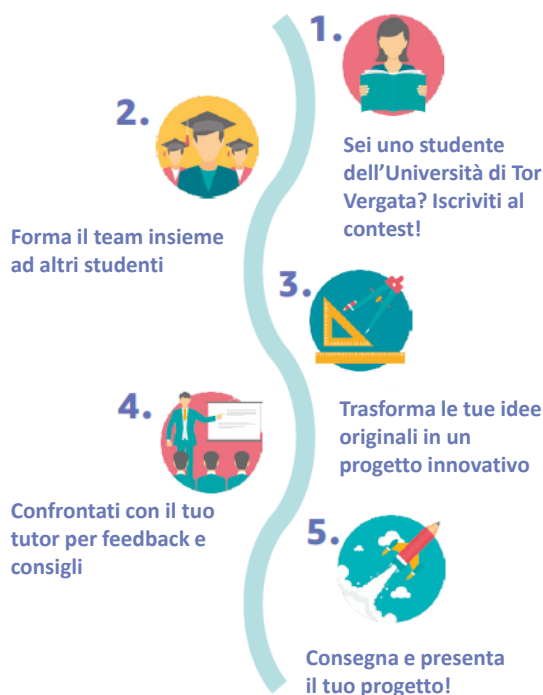 1.
Sei uno studente
dell'Università di Tor
Vergata? Iscriviti al
contest!
2.
Forma il team insieme
ad altri studenti
3.
Trasforma le tue idee
originali in un
progetto innovativo
4.
Confrontati con il tuo
tutor per feedback e
consigli
5.
Consegna e presenta
il tuo progetto!